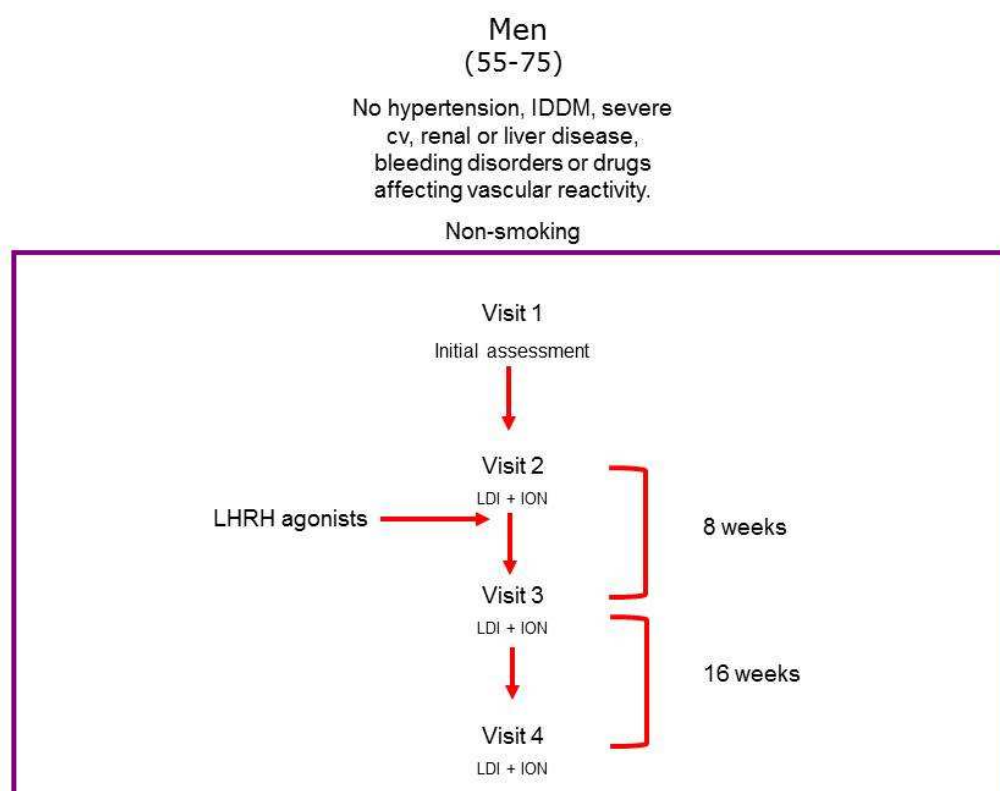 Men
(55-75)
No hypertension, IDDM, severe
cv, renal or liver disease,
bleeding disorders or drugs
affecting vascular reactivity.
Non-smoking
Visit 1
Initial assessment
Visit 2
LDI + ION
LHRH agonists
8 weeks
Visit 3
LDI + ION
16 weeks
Visit 4
LDI + ION